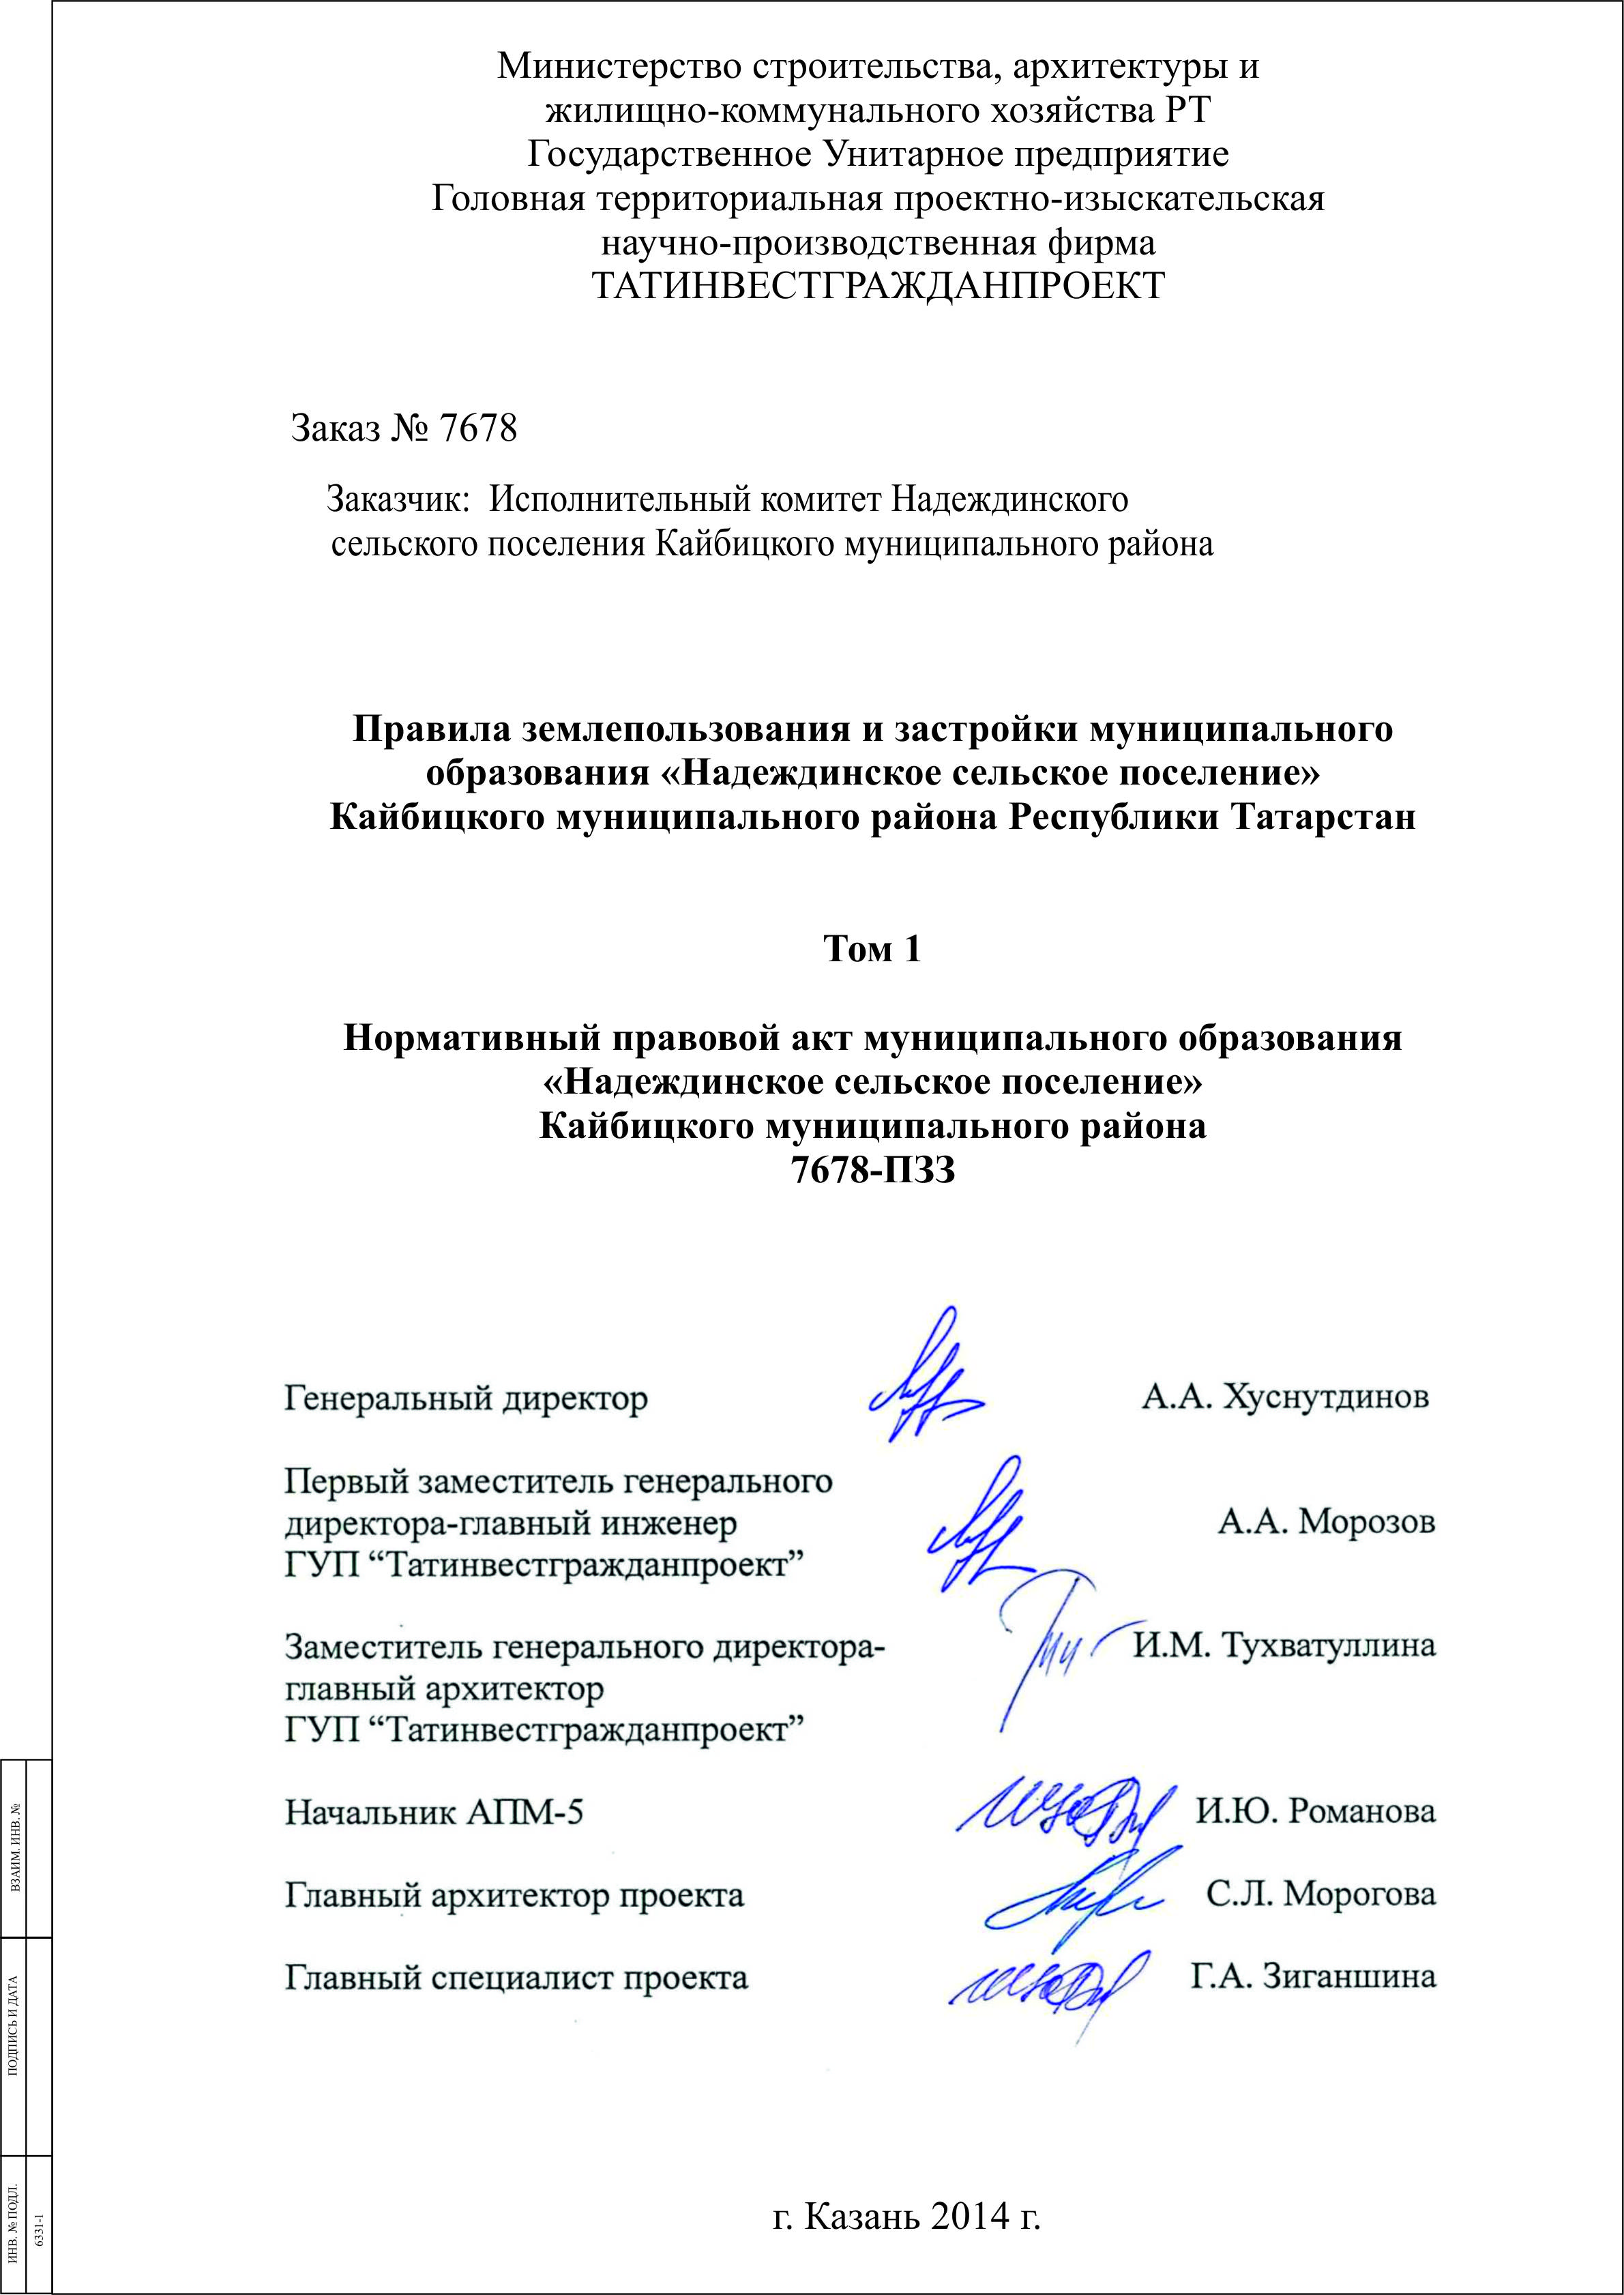 Министерство строительства, архитектуры и
жилищно-коммунального хозяйства РТ
Государственное Унитарное предприятие
Головная территориальная проектно-изыскательская
научно-производственная фирма
ТАТИНВЕСТГРАЖДАНПРОЕКТ
Заказ № 7678
Заказчик: Исполнительный комитет Надеждинского
сельского поселения Кайбицкого муниципального района
Правила землепользования и застройки муниципального
образования «Надеждинское сельское поселение»
Кайбицкого муниципального района Республики Татарстан
Том 1
Нормативный правовой акт муниципального образования
«Надеждинское сельское поселение»
Кайбицкого муниципального района
7678-ПЗЗ
Генеральный директор А.А. Хуснутдинов
Первый заместитель генерального
директора-главный инженер А.А. Морозов
ГУП “Татинвестгражданпроект”
Заместитель генерального директора- И.М. Тухватуллина
главный архитектор
ГУП “Татинвестгражданпроект”
Начальник АПМ-5 И.Ю. Романова
Главный архитектор проекта С.Л. Морогова
Главный специалист проекта Г.А. Зиганшина
г. Казань 2014 г.
ВЗАИМ. ИНВ. №
ПОДПИСЬ И ДАТА
ИНВ. № ПОДЛ.
6331-1